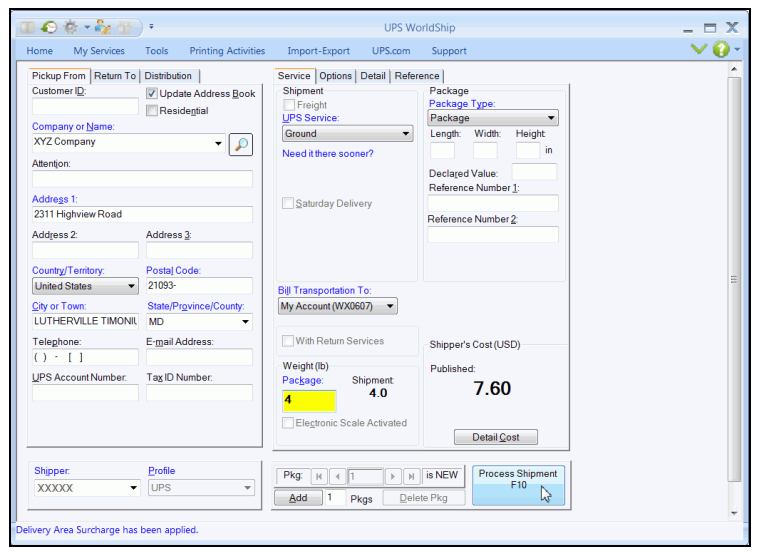 UPS WorldShip
Home My Services Tools Printing Activities Import-Export UPS.com Support
Pickup From Return To Distribution
Customer ID:
Update Address Book
Residential
Company or Name:
XYZ Company
Attention:
Address 1:
2311 Highview Road
Address 2: Address 3:
Country/Territory: Postal Code:
United States 21093-
City or Town: State/Province/County:
LUTHERVILLE TIMONIU MD
Telephone: E-mail Address:
( ) - [ ]
UPS Account Number: Tax ID Number:
Shipper: Profile
XXXXX UPS
Service Options Detail Reference
Shipment
Freight
UPS Service:
Ground
Need it there sooner?
Saturday Delivery
Bill Transportation To:
My Account (WX0607)
With Return Services
Weight (lb)
Package: Shipment:
4 4.0
Electronic Scale Activated
Package
Package Type:
Package
Length: Width: Height:
in
Declared Value:
Reference Number 1:
Reference Number 2:
Shipper's Cost (USD)
Published:
7.60
Detail Cost
Pkg: 1 is NEW
Add 1 Pkgs Delete Pkg
Process Shipment
F10
Delivery Area Surcharge has been applied.